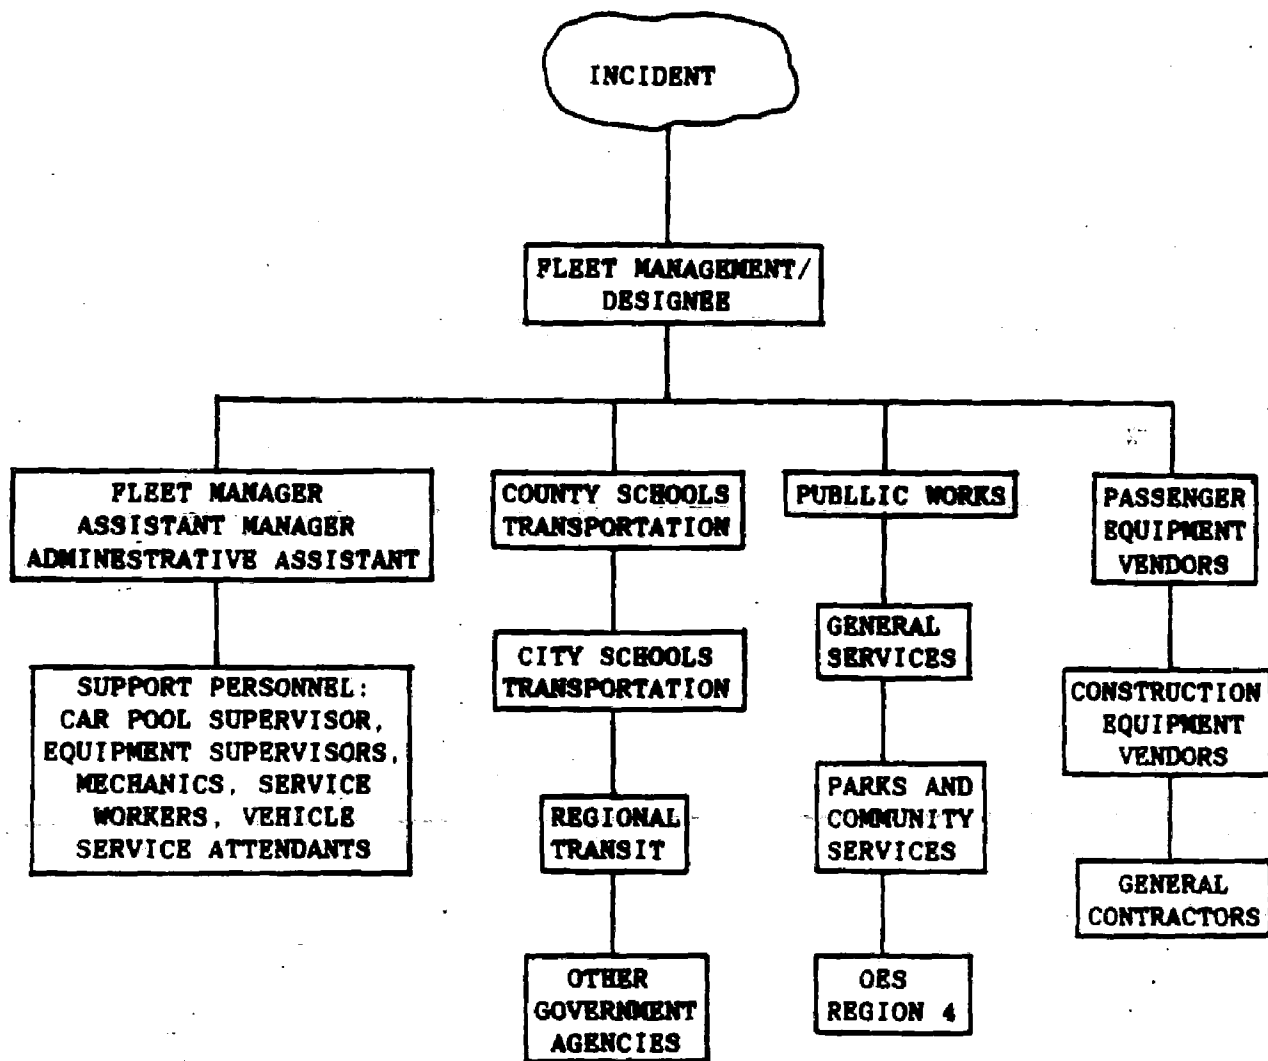 INCIDENT
FLEET MANAGEMENT/
DESIGNEE
FLEET MANAGER
ASSISTANT MANAGER
ADMINESTRATIVE ASSISTANT
SUPPORT PERSONNEL:
CAR POOL SUPERVISOR,
EQUIPMENT SUPERVISORS,
MECHANICS, SERVICE
WORKERS, VEHICLE
SERVICE ATTENDANTS
COUNTY SCHOOLS
TRANSPORTATION
CITY SCHOOLS
TRANSPORTATION
REGIONAL
TRANSIT
OTHER
GOVERNMENT
AGENCIES
PUBLLIC WORKS
GENERAL
SERVICES
PARKS AND
COMMUNITY
SERVICES
OES
REGION 4
PASSENGER
EQUIPMENT
VENDORS
CONSTRUCTION
EQUIPMENT
VENDORS
GENERAL
CONTRACTORS